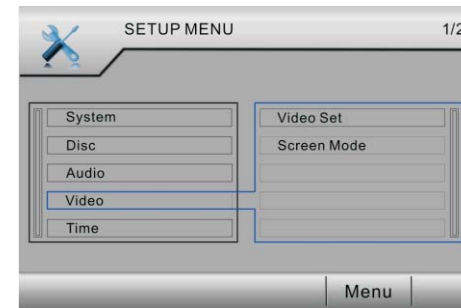 SETUP MENU 1/2
System
Disc
Audio
Video
Time
Video Set
Screen Mode
Menu